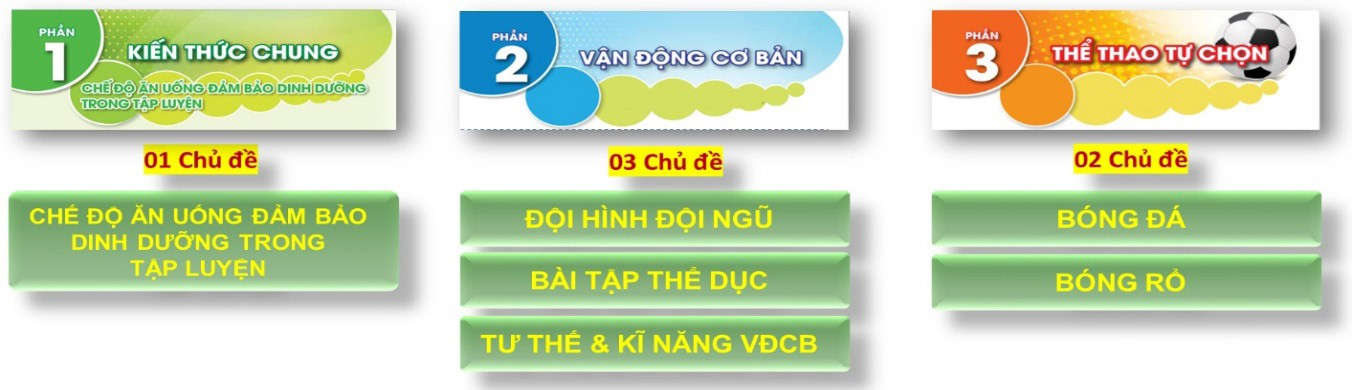 PHẦN
1
KIẾN THỨC CHUNG
CHẾ ĐỘ ĂN UỐNG ĐẢM BẢO DINH DƯỠNG
TRONG TẬP LUYỆN
01 Chủ đề
CHẾ ĐỘ ĂN UỐNG ĐẢM BẢO
DINH DƯỠNG TRONG
TẬP LUYỆN
PHẦN
2
VẬN ĐỘNG CƠ BẢN
03 Chủ đề
ĐỘI HÌNH ĐỘI NGŨ
BÀI TẬP THỂ DỤC
TƯ THẾ & KĨ NĂNG VĐCB
PHẦN
3
THỂ THAO TỰ CHỌN
02 Chủ đề
BÓNG ĐÁ
BÓNG RỔ